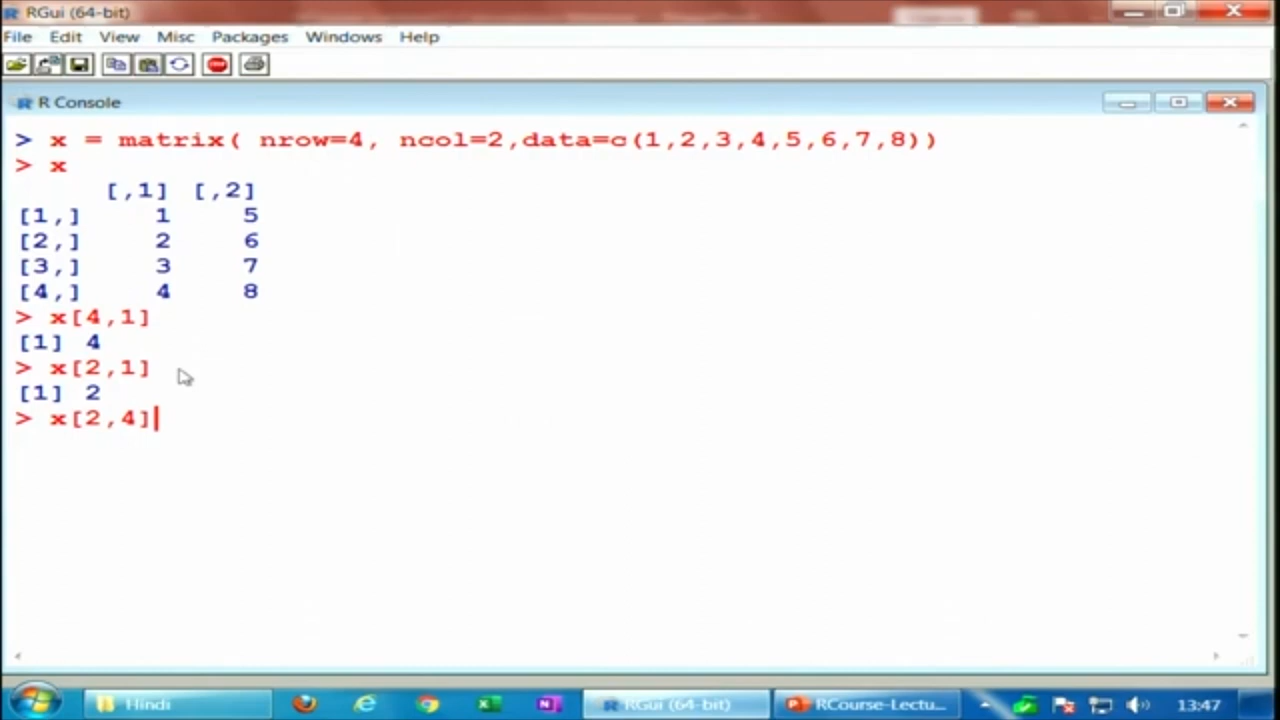 RGui (64-bit)
File Edit View Misc Packages Windows Help
R Console
> x = matrix( nrow=4, ncol=2,data=c(1,2,3,4,5,6,7,8))
> x
[,1] [,2]
[1,] 1 5
[2,] 2 6
[3,] 3 7
[4,] 4 8
> x[4,1]
[1] 4
> x[2,1]
[1] 2
> x[2,4]
Hindi RGui (64-bit) RCourse-Lectu... 13:47